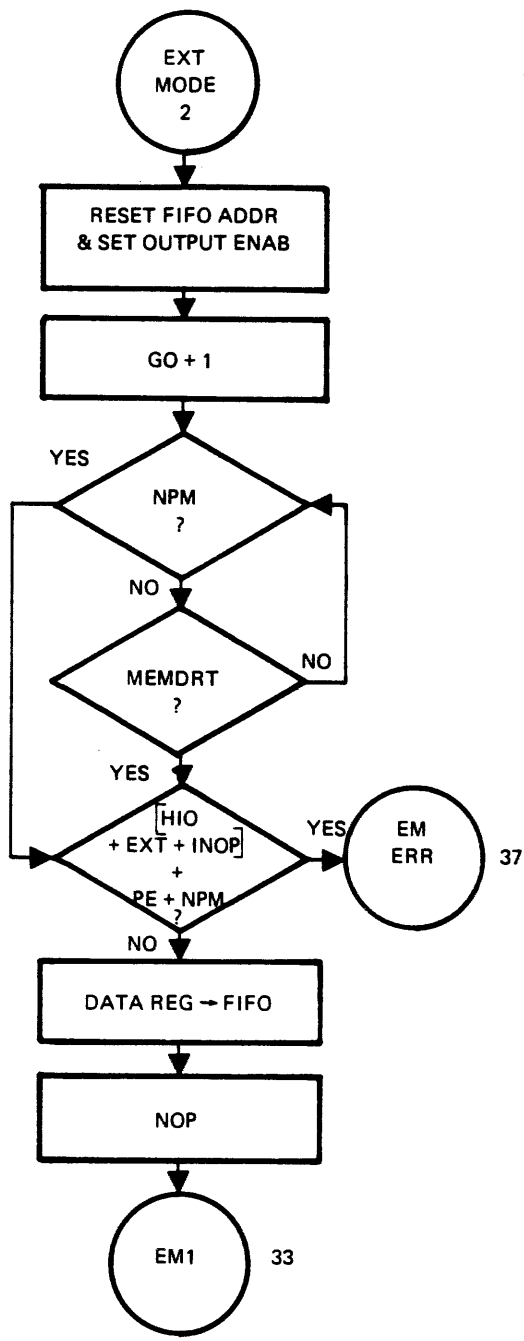 EXT
MODE
2
RESET FIFO ADDR
& SET OUTPUT ENAB
GO + 1
YES
NPM
?
NO
MEMDRT
?
NO
YES
[HIO
+ EXT + INOP]
+
PE + NPM
?
YES
EM
ERR
37
NO
DATA REG → FIFO
NOP
EM1
33